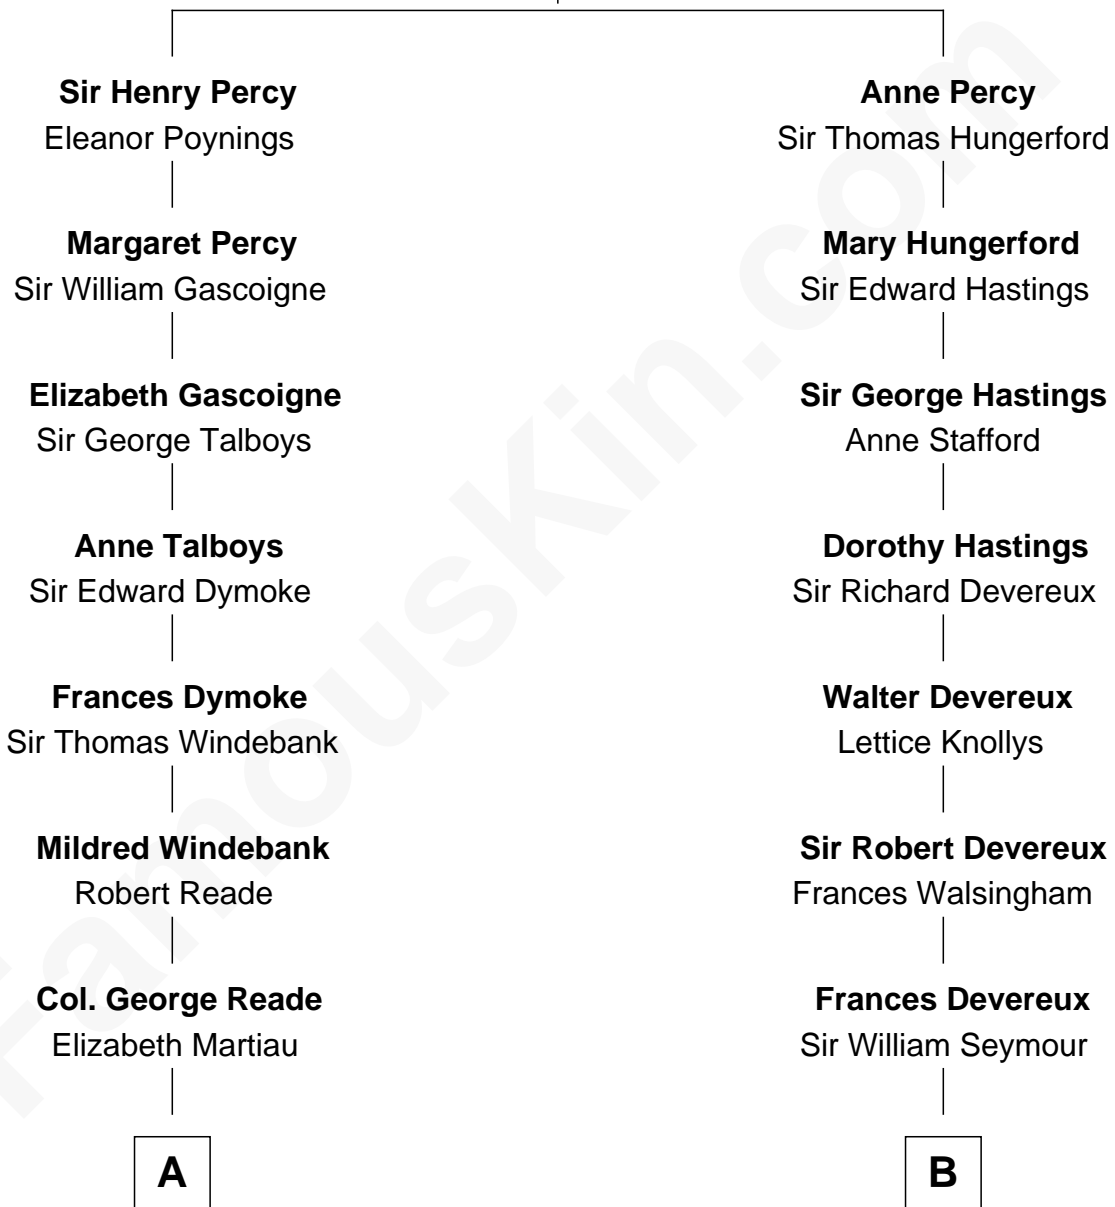 Sir Henry Percy
Eleanor Poynings
Margaret Percy
Sir William Gascoigne
Elizabeth Gascoigne
Sir George Talboys
Anne Talboys
Sir Edward Dymoke
Frances Dymoke
Sir Thomas Windebank
Mildred Windebank
Robert Reade
Col. George Reade
Elizabeth Martiau
A
Anne Percy
Sir Thomas Hungerford
Mary Hungerford
Sir Edward Hastings
Sir George Hastings
Anne Stafford
Dorothy Hastings
Sir Richard Devereux
Walter Devereux
Lettice Knollys
Sir Robert Devereux
Frances Walsingham
Frances Devereux
Sir William Seymour
B
FamousKin.com